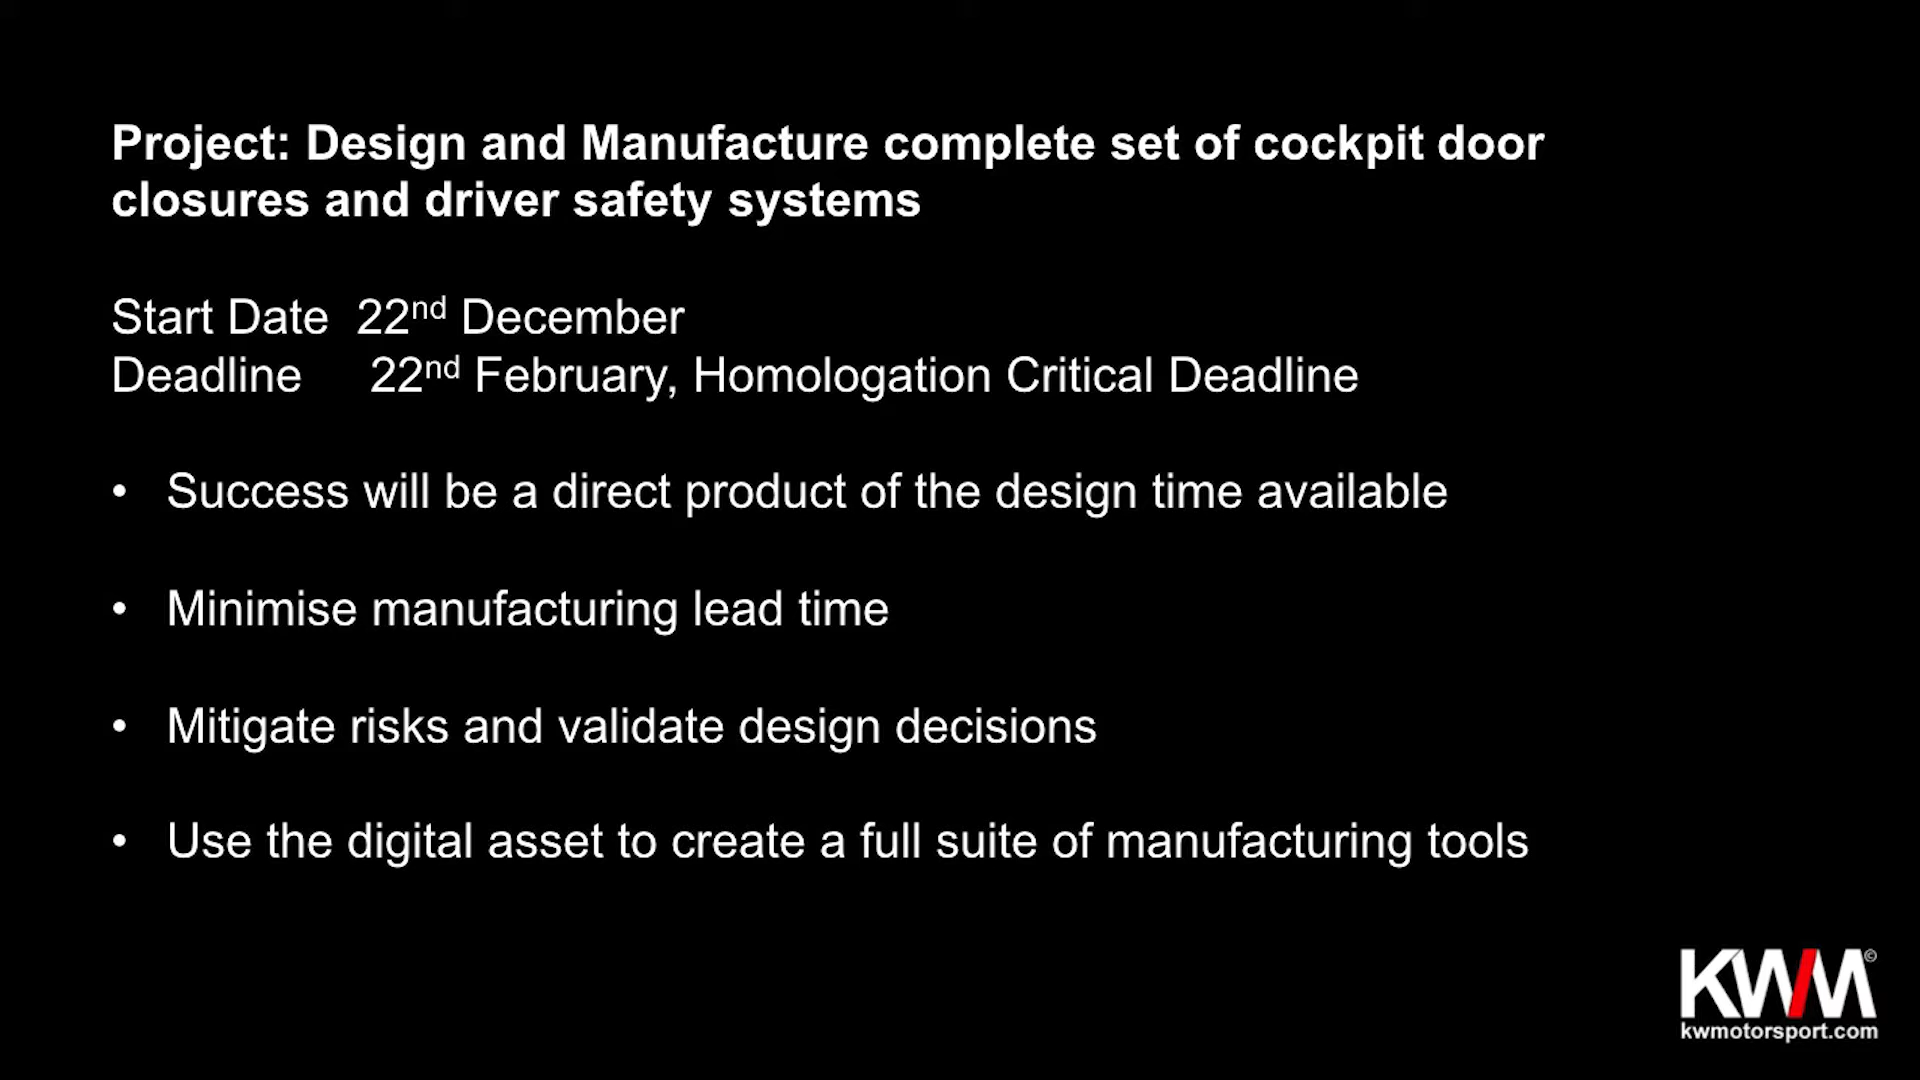 Project: Design and Manufacture complete set of cockpit door
closures and driver safety systems
Start Date 22nd December
Deadline 22nd February, Homologation Critical Deadline
• Success will be a direct product of the design time available
• Minimise manufacturing lead time
• Mitigate risks and validate design decisions
• Use the digital asset to create a full suite of manufacturing tools
KWM©
kwmotorsport.com